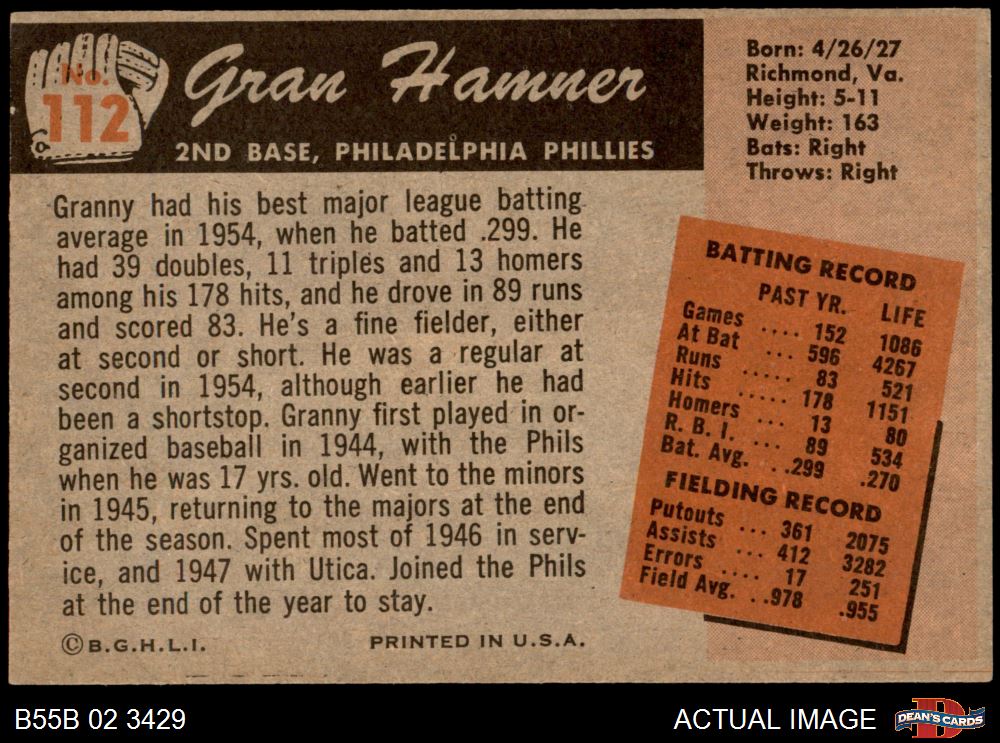 No.
112
Gran Hamner
2ND BASE, PHILADELPHIA PHILLIES
Born: 4/26/27
Richmond, Va.
Height: 5-11
Weight: 163
Bats: Right
Throws: Right
Granny had his best major league batting
average in 1954, when he batted .299. He
had 39 doubles, 11 triples and 13 homers
among his 178 hits, and he drove in 89 runs
and scored 83. He's a fine fielder, either
at second or short. He was a regular at
second in 1954, although earlier he had
been a shortstop. Granny first played in or-
ganized baseball in 1944, with the Phils
when he was 17 yrs. old. Went to the minors
in 1945, returning to the majors at the end
of the season. Spent most of 1946 in serv-
ice, and 1947 with Utica. Joined the Phils
at the end of the year to stay.
©B.G.H.L.I. PRINTED IN U.S.A.
BATTING RECORD
PAST YR. LIFE
Games .... 152 1086
At Bat ... 596 4267
Runs ..... 83 521
Hits ..... 178 1151
Homers ... 13 80
R. B. I. ... 89 534
Bat. Avg. ..299 .270
FIELDING RECORD
Putouts ... 361 2075
Assists ... 412 3282
Errors .... 17 251
Field Avg. ..978 .955
B55B 02 3429
ACTUAL IMAGE
D
DEAN'S CARDS